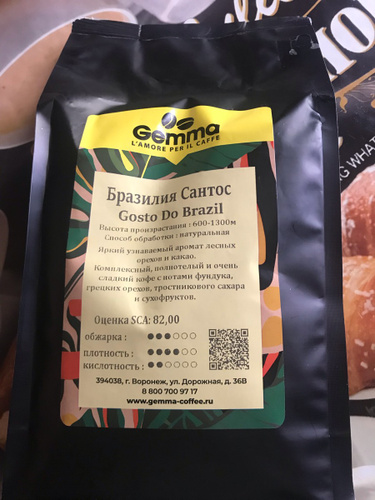 Gemma
L'AMORE PER IL CAFFE
Бразилия Сантос
Gosto Do Brazil
Высота произрастания : 600-1300м
Способ обработки : натуральная
Яркий узнаваемый аромат лесных
орехов и какао.
Комплексный, полнотелый и очень
сладкий кофе с нотами фундука,
грецких орехов, тростникового сахара
и сухофруктов.
Оценка SCA: 82,00
обжарка :
плотность :
кислотность :
394038, г. Воронеж, ул. Дорожная, д. 36В
8 800 700 97 17
www.gemma-coffee.ru
WHAT